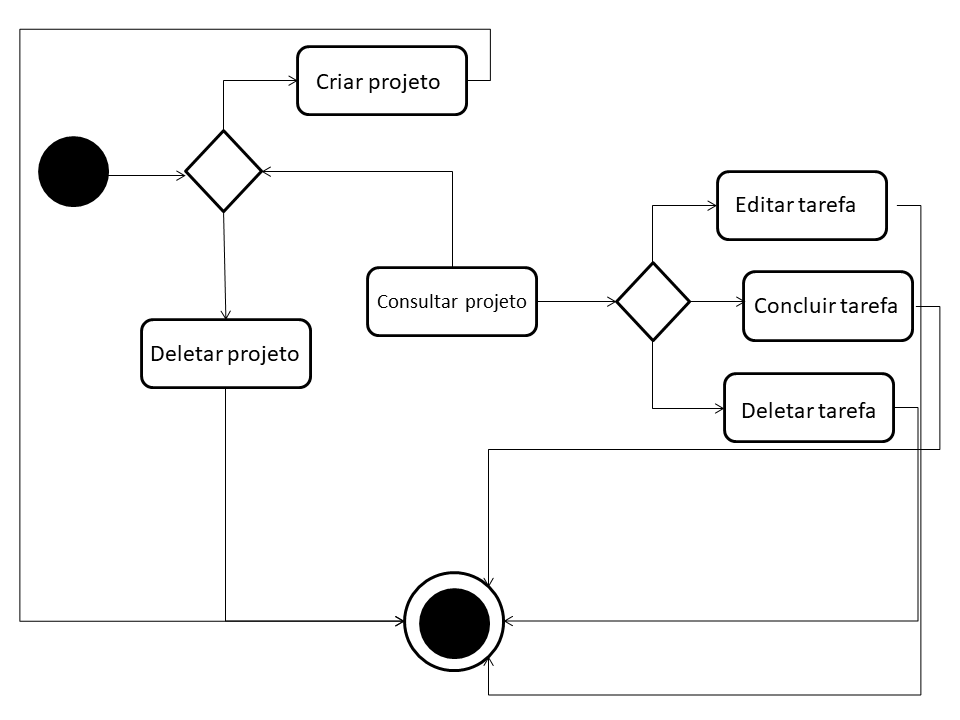 Criar projeto
Editar tarefa
Consultar projeto
Concluir tarefa
Deletar projeto
Deletar tarefa